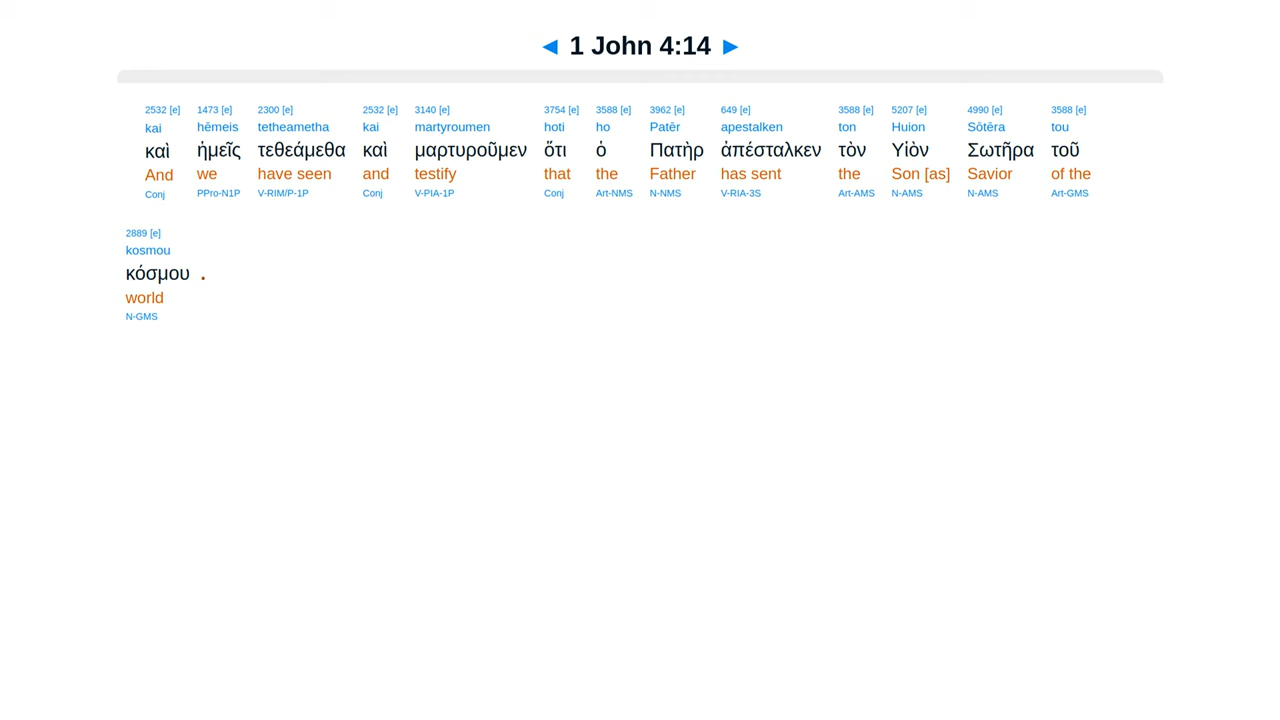 ◄ 1 John 4:14 ►
2532 [e] 1473 [e] 2300 [e] 2532 [e] 3140 [e] 3754 [e] 3588 [e] 3962 [e] 649 [e] 3588 [e] 5207 [e] 4990 [e] 3588 [e]
kai hēmeis tetheametha kai martyroumen hoti ho Patēr apestalken ton Huion Sōtēra tou
καὶ ἡμεῖς τεθεάμεθα καὶ μαρτυροῦμεν ὅτι ὁ Πατὴρ ἀπέσταλκεν τὸν Υἱὸν Σωτῆρα τοῦ
And we have seen and testify that the Father has sent the Son [as] Savior of the
Conj PPro-N1P V-RIM/P-1P Conj V-PIA-1P Conj Art-NMS N-NMS V-RIA-3S Art-AMS N-AMS N-AMS Art-GMS
2889 [e]
kosmou
κόσμου .
world
N-GMS